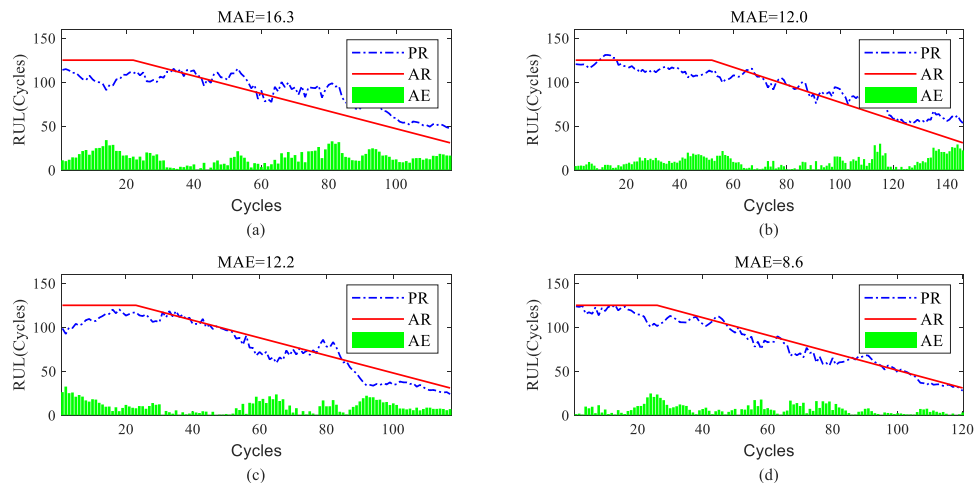 MAE=16.3
150
100
50
0
RUL(Cycles)
PR
AR
AE
20 40 60 80 100
Cycles
(a)
MAE=12.0
150
100
50
0
RUL(Cycles)
PR
AR
AE
20 40 60 80 100 120 140
Cycles
(b)
MAE=12.2
150
100
50
0
RUL(Cycles)
PR
AR
AE
20 40 60 80 100
Cycles
(c)
MAE=8.6
150
100
50
0
RUL(Cycles)
PR
AR
AE
20 40 60 80 100 120
Cycles
(d)